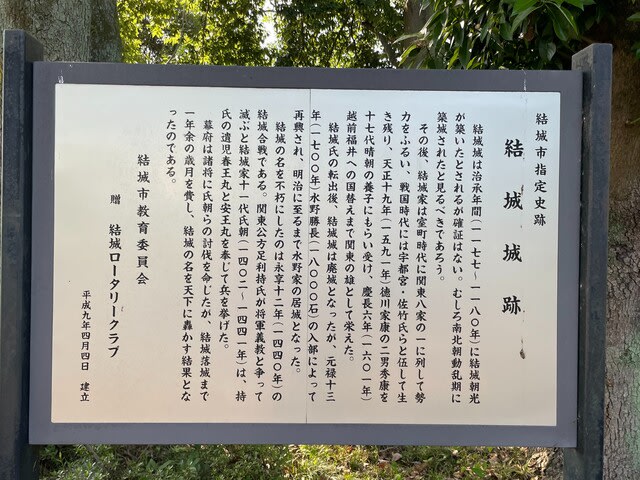 結城市指定史跡
結城城跡
結城城は治承年間(一一七七~一一八〇年)に結城朝光
が築いたとされるが確証はない。むしろ南北朝動乱期に
築城されたと見るべきであろう。
その後、結城家は室町時代に関東八家の一に列して勢
力をふるい、戦国時代には宇都宮・佐竹氏らと伍して生
き残り、天正十九年(一五九一年)徳川家康の二男秀康を
十七代晴朝の養子にもらい受け、慶長六年(一六〇一年)
越前福井への国替えまで関東の雄として栄えた。
結城氏の転出後、結城城は廃城となったが、元禄十三
年(一七〇〇年)水野勝長(一八〇〇〇石)の入部によって
再興され、明治に至るまで水野家の居城となった。
結城の名を不朽にしたのは永享十二年(一四四〇年)の
結城合戦である。関東公方足利持氏が将軍義教と争って
滅ぶと結城家十一代氏朝(一四〇二~一四四一年)は、持
氏の遺児春王丸と安王丸を奉じて兵を挙げた。
幕府は諸将に氏朝らの討伐を命じたが、結城落城まで
一年余の歳月を費し、結城の名を天下に轟かす結果とな
ったのである。
結城市教育委員会
贈 結城ロータリークラブ
平成九年四月四日 建立